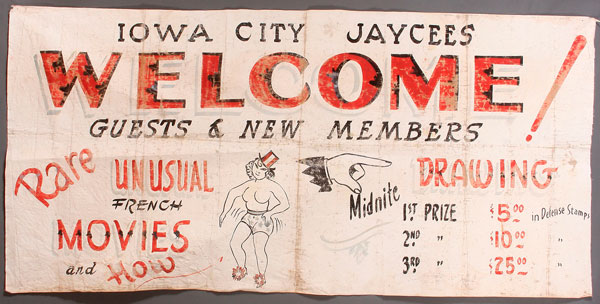 IOWA CITY JAYCEES
WELCOME!
GUESTS & NEW MEMBERS
Rare UNUSUAL
FRENCH
MOVIES
and HOW
Midnite DRAWING
1ST PRIZE $5.00 in Defense Stamps
2ND " $10.00 "
3RD " $25.00 "